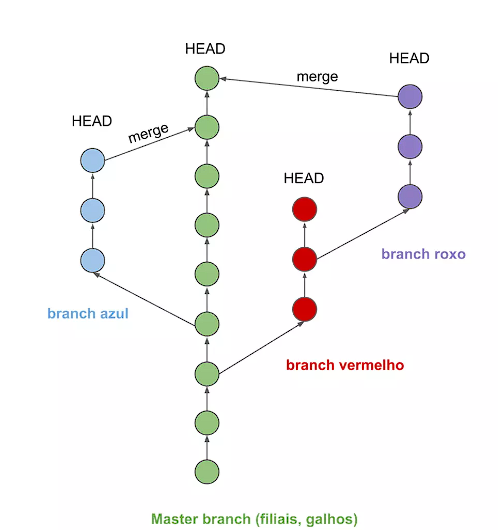 HEAD
HEAD
merge
HEAD
merge
HEAD
branch roxo
branch azul
branch vermelho
Master branch (filiais, galhos)